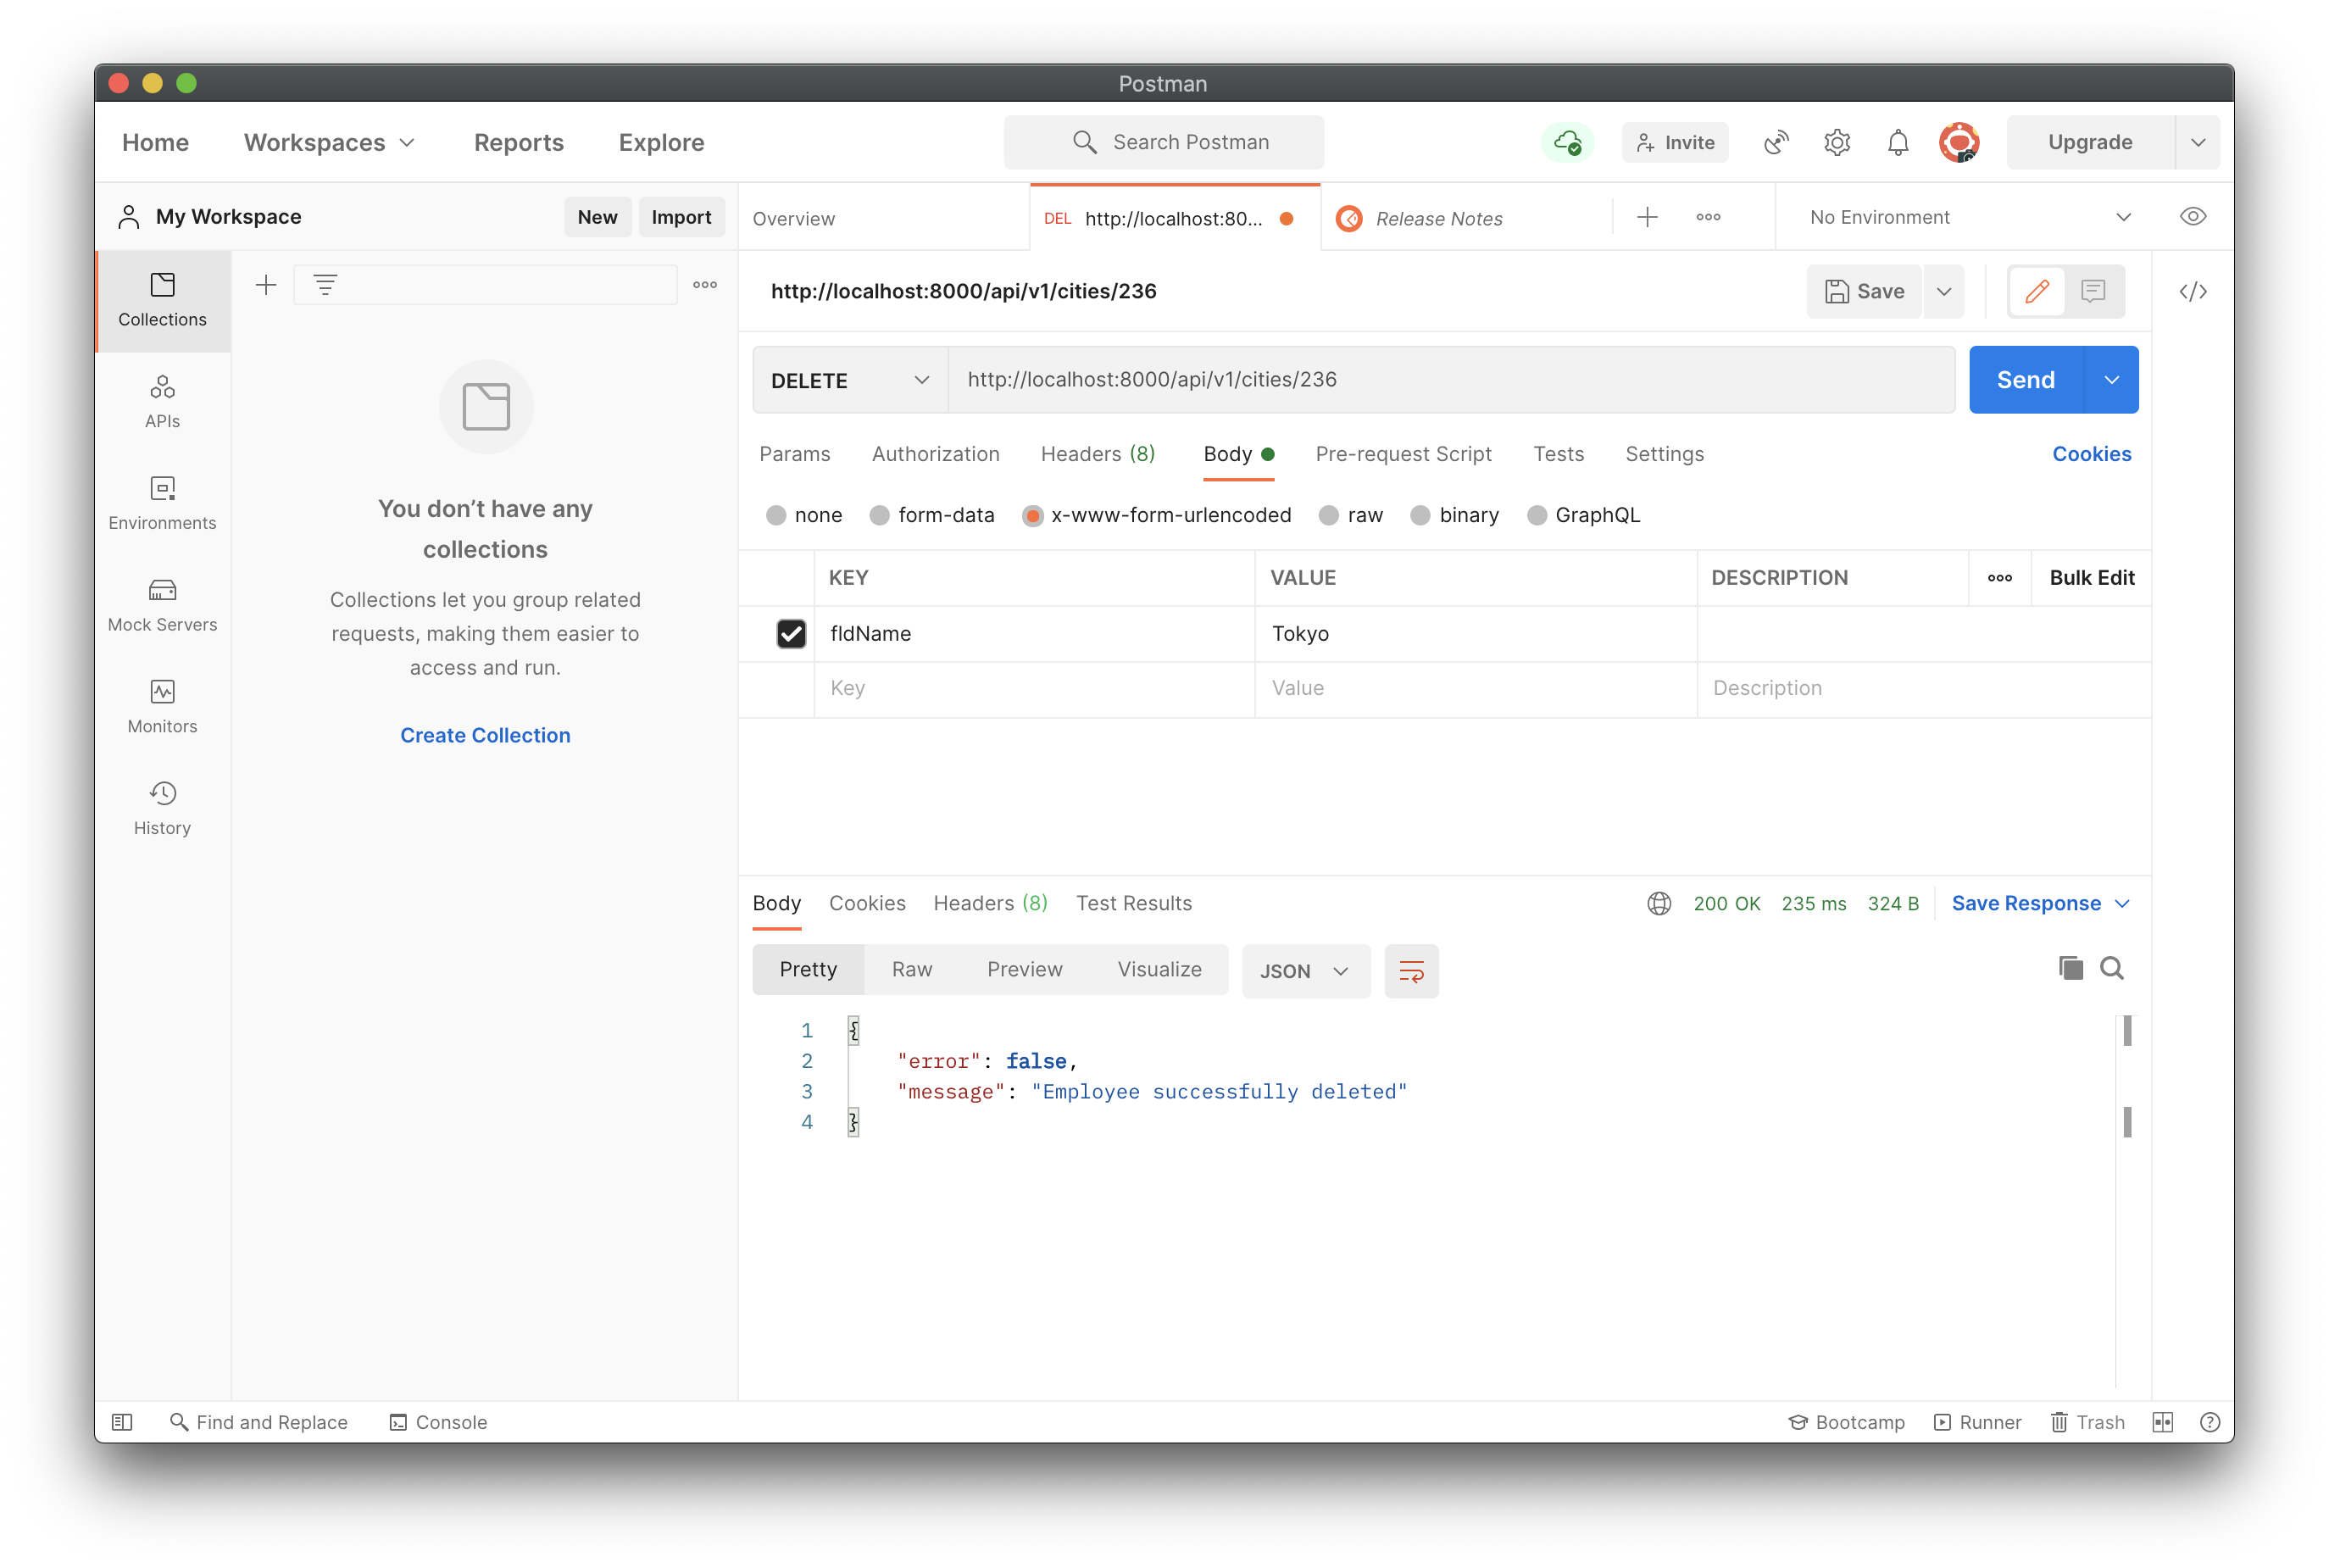 Postman
Home Workspaces Reports Explore Search Postman Invite Upgrade
My Workspace New Import Overview DEL http://localhost:80... Release Notes No Environment
Collections
APIs
Environments
Mock Servers
Monitors
History
You don’t have any
collections
Collections let you group related
requests, making them easier to
access and run.
Create Collection
http://localhost:8000/api/v1/cities/236 Save
DELETE http://localhost:8000/api/v1/cities/236 Send
Params Authorization Headers (8) Body Pre-request Script Tests Settings Cookies
none form-data x-www-form-urlencoded raw binary GraphQL
KEY VALUE DESCRIPTION Bulk Edit
fldName Tokyo
Key Value Description
Body Cookies Headers (8) Test Results 200 OK 235 ms 324 B Save Response
Pretty Raw Preview Visualize JSON
1 {
2 "error": false,
3 "message": "Employee successfully deleted"
4 }
Find and Replace Console Bootcamp Runner Trash